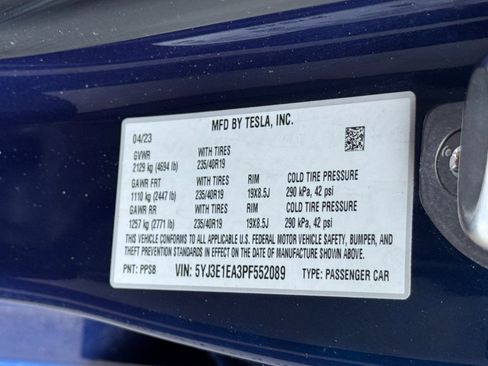 MFD BY TESLA, INC.
04/23
GVWR WITH TIRES
2129 kg (4694 lb) 235/40R19
GAWR FRT WITH TIRES RIM COLD TIRE PRESSURE
1110 kg (2447 lb) 235/40R19 19X8.5J 290 kPa, 42 psi
GAWR RR WITH TIRES RIM COLD TIRE PRESSURE
1257 kg (2771 lb) 235/40R19 19X8.5J 290 kPa, 42 psi
THIS VEHICLE CONFORMS TO ALL APPLICABLE U.S. FEDERAL MOTOR VEHICLE SAFETY, BUMPER, AND
THEFT PREVENTION STANDARDS IN EFFECT ON THE DATE OF MANUFACTURE SHOWN ABOVE.
PNT: PPSB VIN: 5YJ3E1EA3PF552089 TYPE: PASSENGER CAR